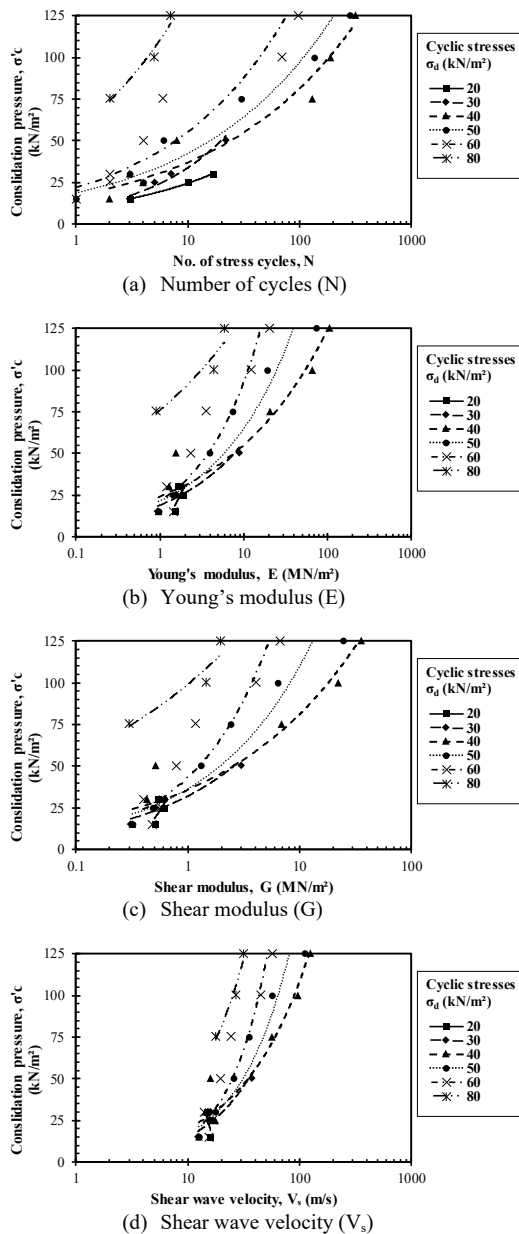 125
100
75
50
25
0
Conslidation pressure, σ'c
(kN/m²)
1
10
100
1000
No. of stress cycles, N
Cyclic stresses
σd (kN/m²)
20
30
40
50
60
80
(a) Number of cycles (N)
125
100
75
50
25
0
Conslidation pressure, σ'c
(kN/m²)
0.1
1
10
100
1000
Young's modulus, E (MN/m²)
Cyclic stresses
σd (kN/m²)
20
30
40
50
60
80
(b) Young’s modulus (E)
125
100
75
50
25
0
Conslidation pressure, σ'c
(kN/m²)
0.1
1
10
100
Shear modulus, G (MN/m²)
Cyclic stresses
σd (kN/m²)
20
30
40
50
60
80
(c) Shear modulus (G)
125
100
75
50
25
0
Conslidation pressure, σ'c
(kN/m²)
1
10
100
1000
Shear wave velocity, Vs (m/s)
Cyclic stresses
σd (kN/m²)
20
30
40
50
60
80
(d) Shear wave velocity (Vs)